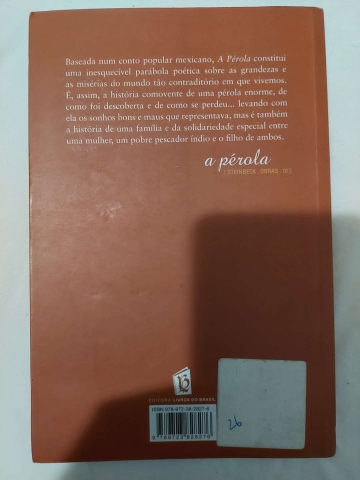 Baseada num conto popular mexicano, A Pérola constitui
uma inesquecível parábola poética sobre as grandezas e
as misérias do mundo tão contraditório em que vivemos.
É, assim, a história comovente de uma pérola enorme, de
como foi descoberta e de como se perdeu... levando com
ela os sonhos bons e maus que representava, mas é também
a história de uma família e da solidariedade especial entre
uma mulher, um pobre pescador índio e o filho de ambos.
a pérola
[STEINBECK . OBRAS . 16]
EDITORA LIVROS DO BRASIL
26